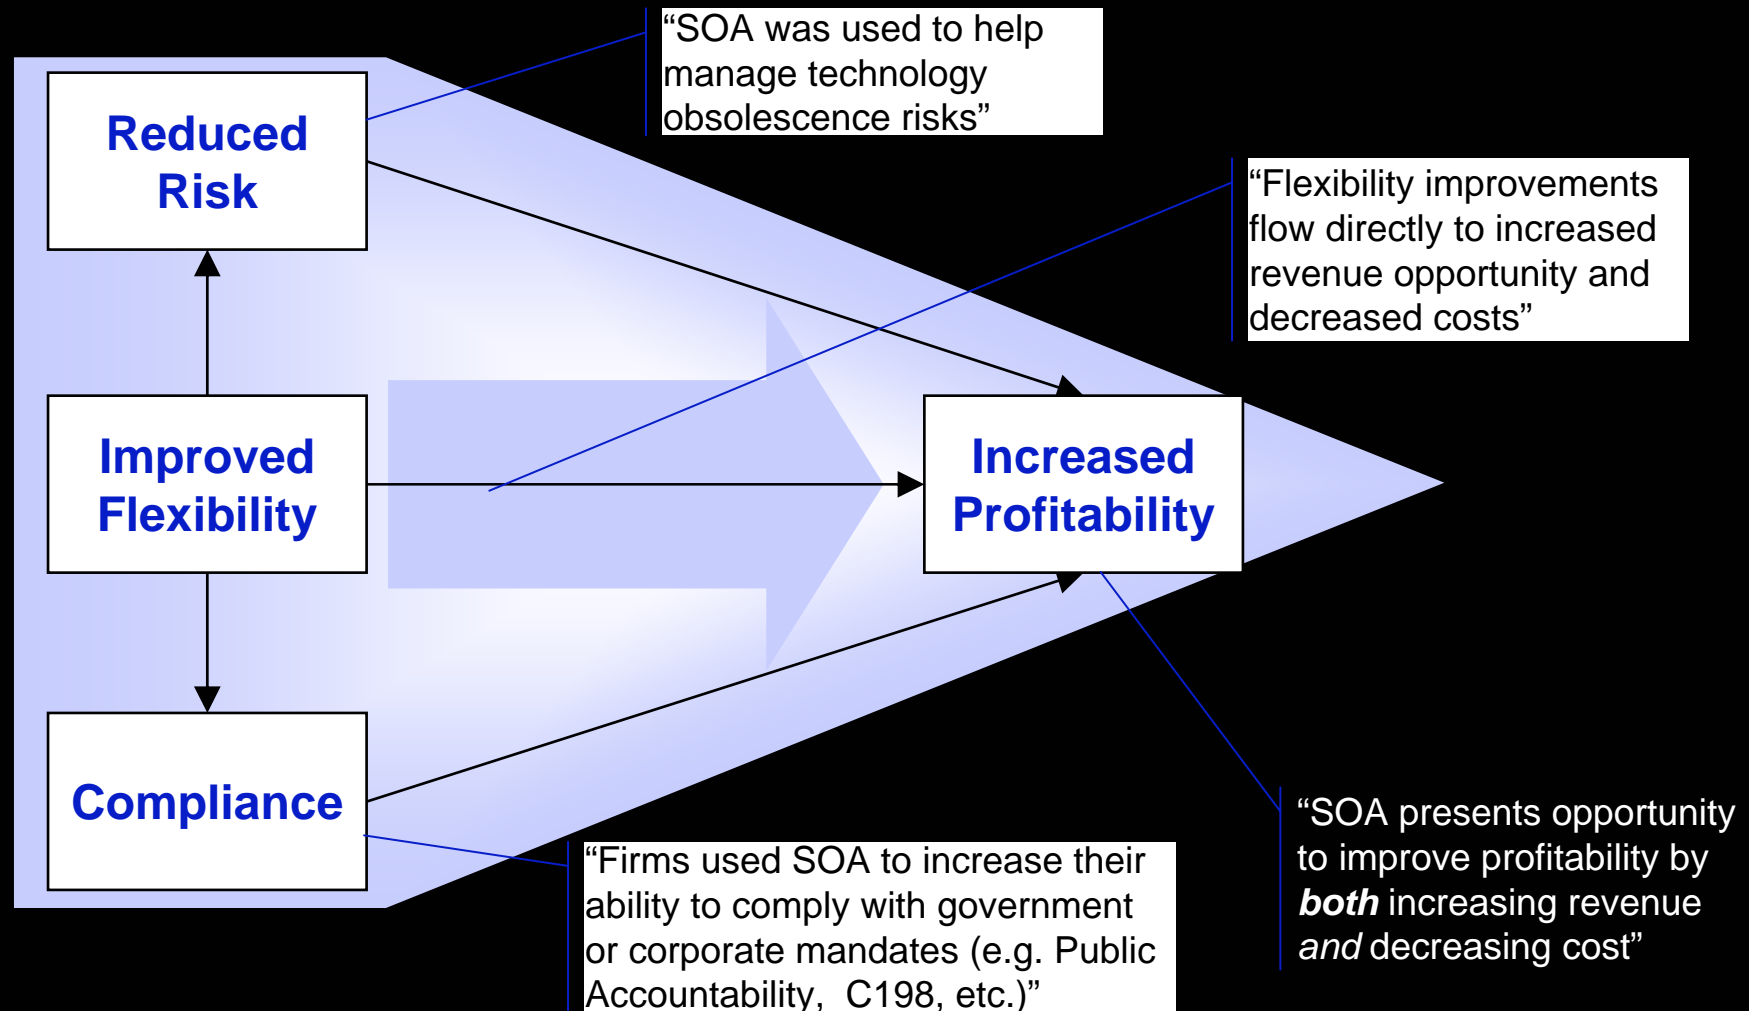 “SOA was used to help
manage technology
obsolescence risks”
Reduced
Risk
“Flexibility improvements
flow directly to increased
revenue opportunity and
decreased costs”
Improved
Flexibility
Increased
Profitability
Compliance
“SOA presents opportunity
to improve profitability by
both increasing revenue
and decreasing cost”
“Firms used SOA to increase their
ability to comply with government
or corporate mandates (e.g. Public
Accountability,  C198, etc.)”